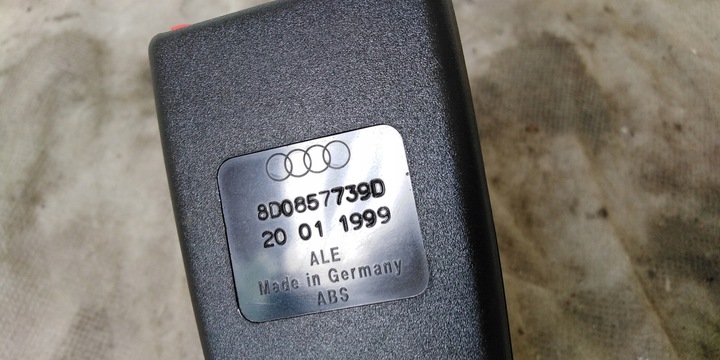 8D0857739D
20 01 1999
ALE
Made in Germany
ABS